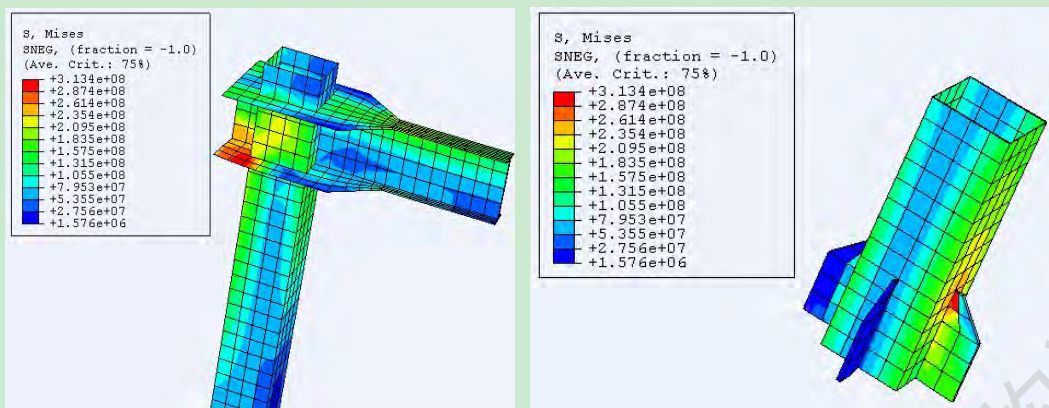 S, Mises
SNEG, (fraction = -1.0)
(Ave. Crit.: 75%)
+3.134e+08
+2.874e+08
+2.614e+08
+2.354e+08
+2.095e+08
+1.835e+08
+1.575e+08
+1.315e+08
+1.055e+08
+7.953e+07
+5.355e+07
+2.756e+07
+1.576e+06
S, Mises
SNEG, (fraction = -1.0)
(Ave. Crit.: 75%)
+3.134e+08
+2.874e+08
+2.614e+08
+2.354e+08
+2.095e+08
+1.835e+08
+1.575e+08
+1.315e+08
+1.055e+08
+7.953e+07
+5.355e+07
+2.756e+07
+1.576e+06